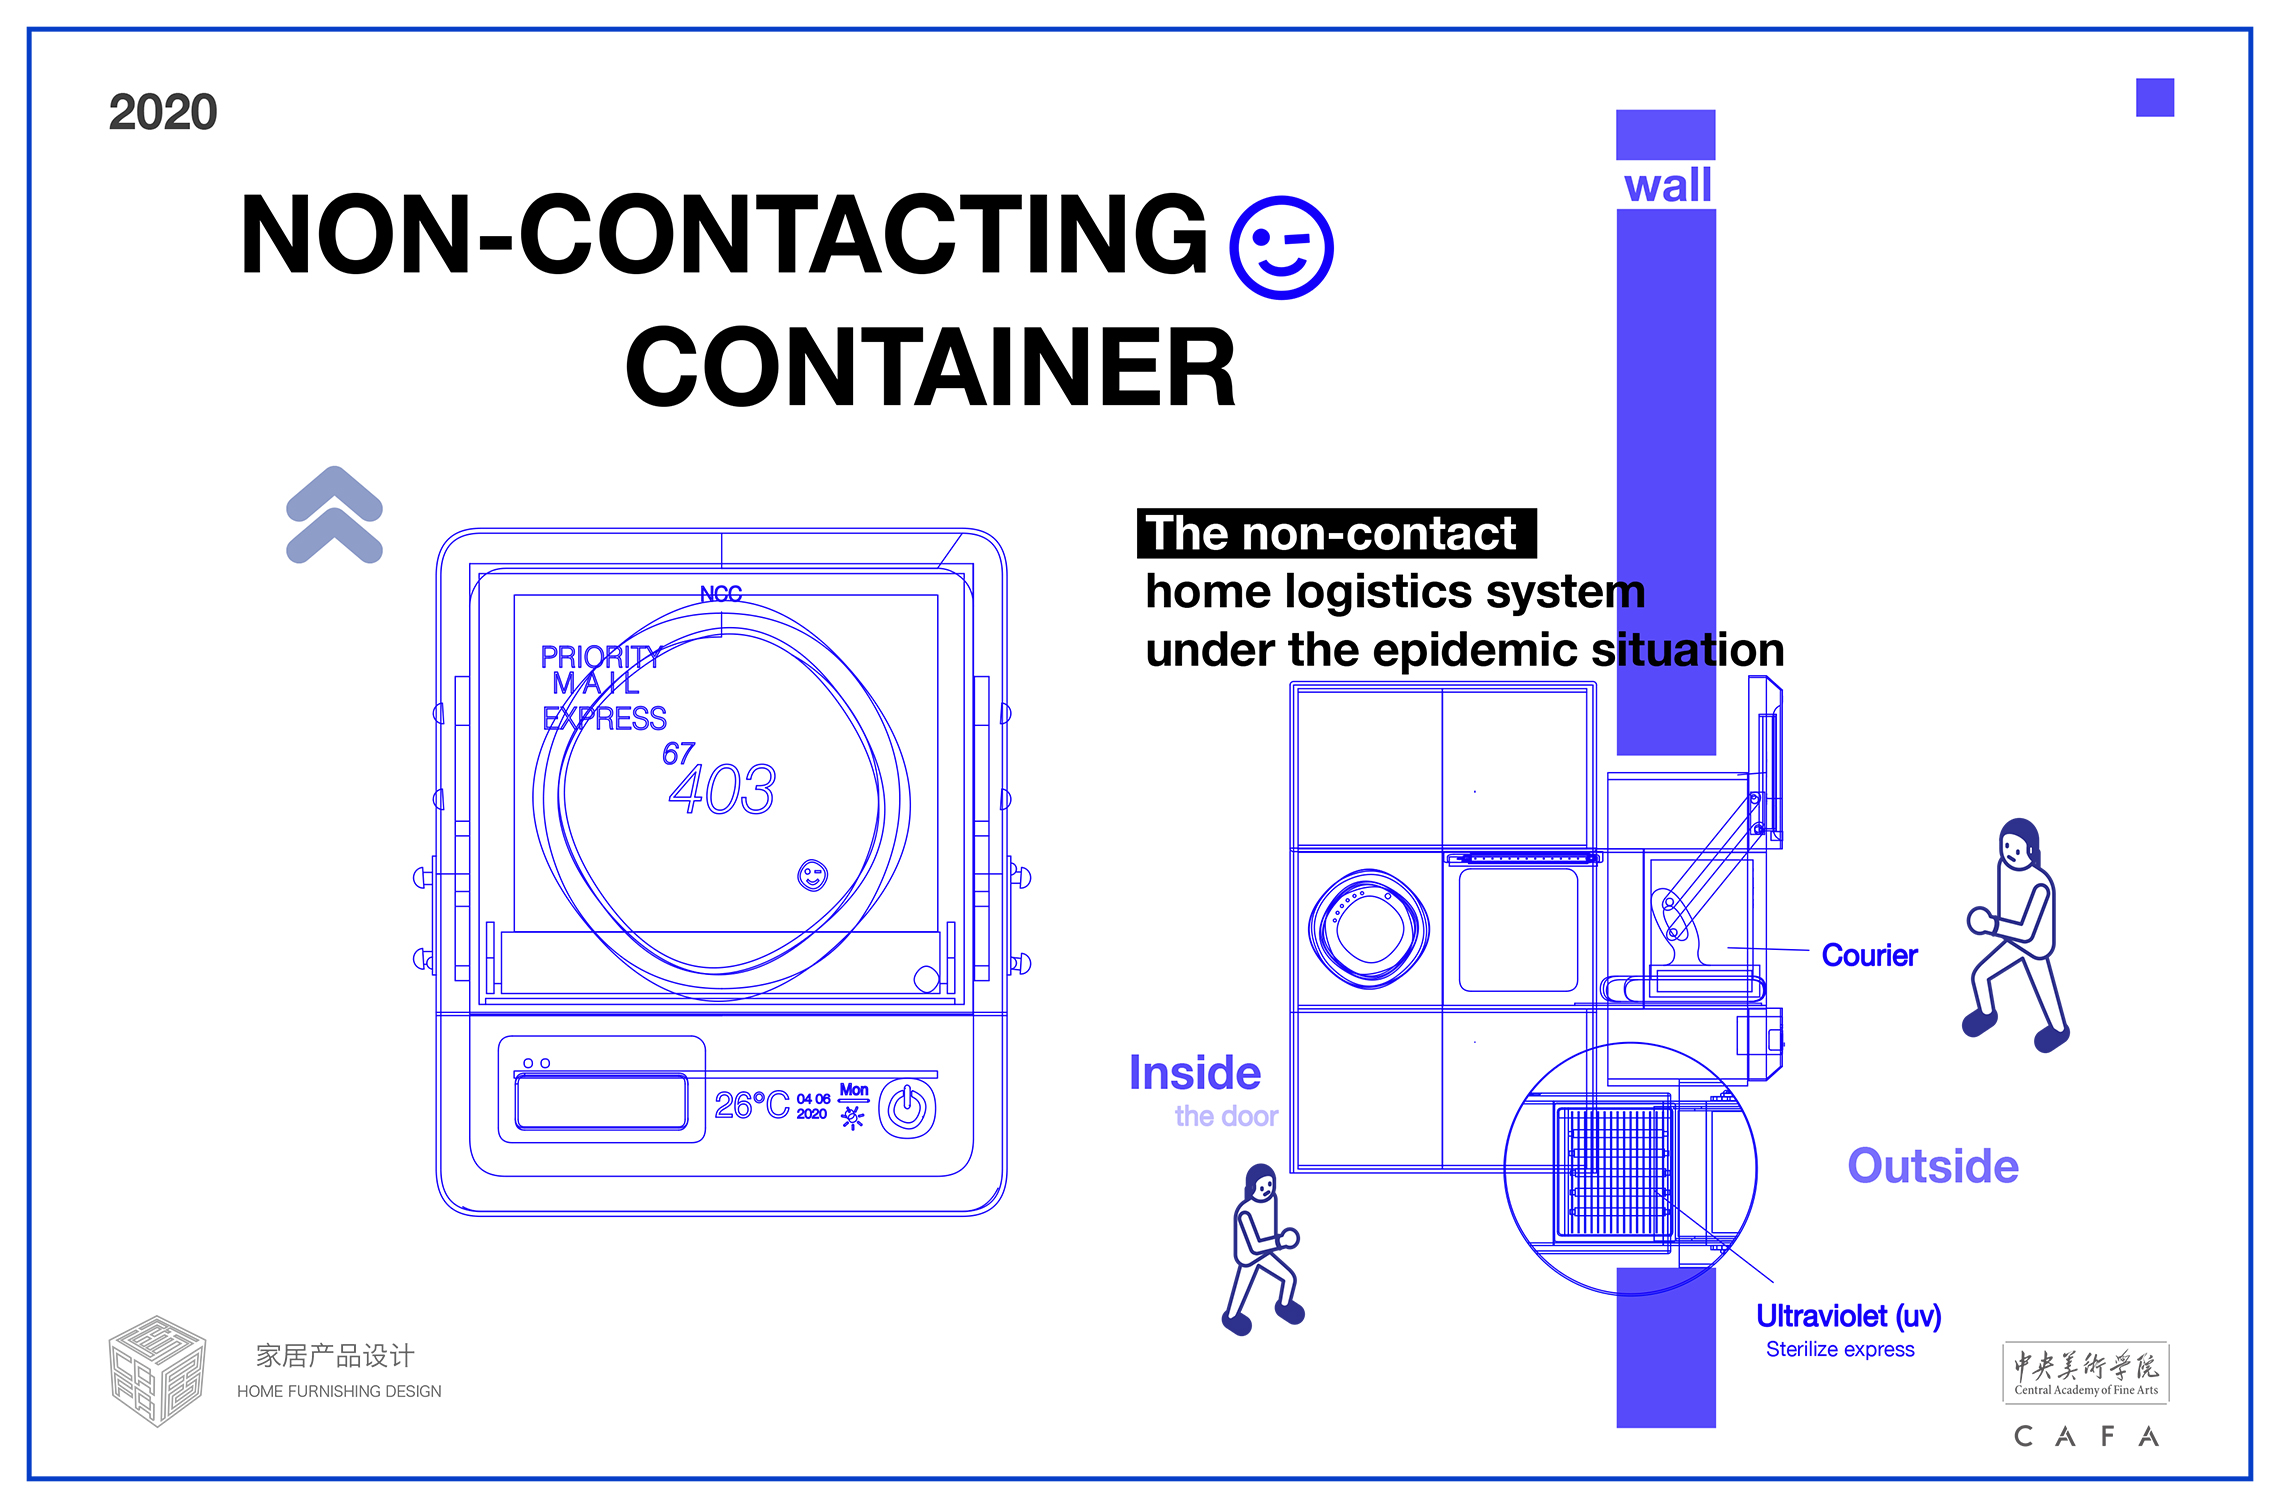 2020
NON-CONTACTING
CONTAINER
wall
The non-contact
home logistics system
under the epidemic situation
NCC
PRIORITY
MAIL
EXPRESS
67
403
26°C
04 06
2020
Mon
Courier
Inside
the door
Outside
Ultraviolet (uv)
Sterilize express
家居产品设计
HOME FURNISHING DESIGN
中央美術学院
Central Academy of Fine Arts
CAFA